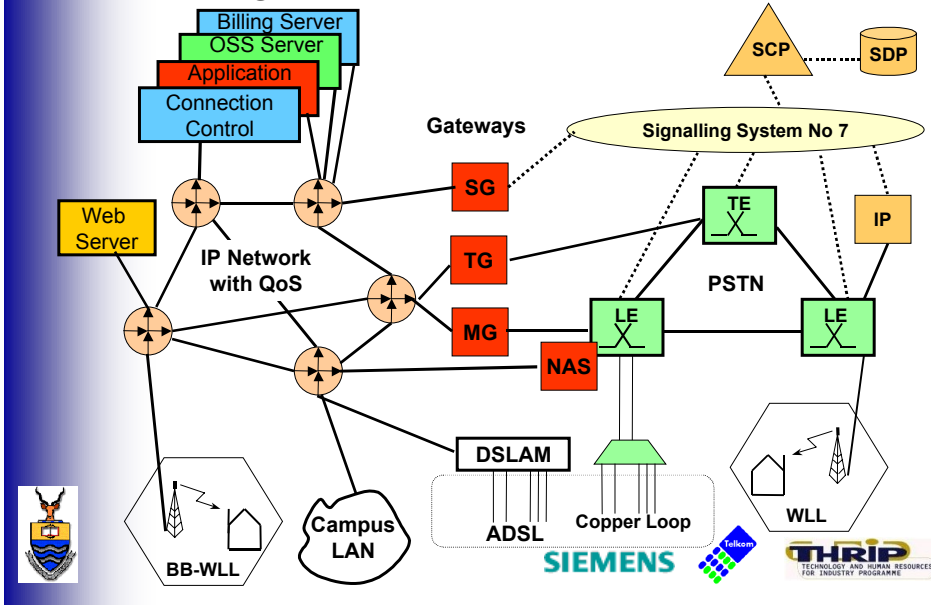 Billing Server
OSS Server
Application
Connection
Control
SCP
SDP
Gateways
Signalling System No 7
SG
TE
IP
Web
Server
IP Network
with QoS
TG
PSTN
MG
LE
LE
NAS
DSLAM
ADSL
Copper Loop
WLL
Campus
LAN
BB-WLL
SIEMENS
Telkom
THRIP
TECHNOLOGY AND HUMAN RESOURCES
FOR INDUSTRY PROGRAMME